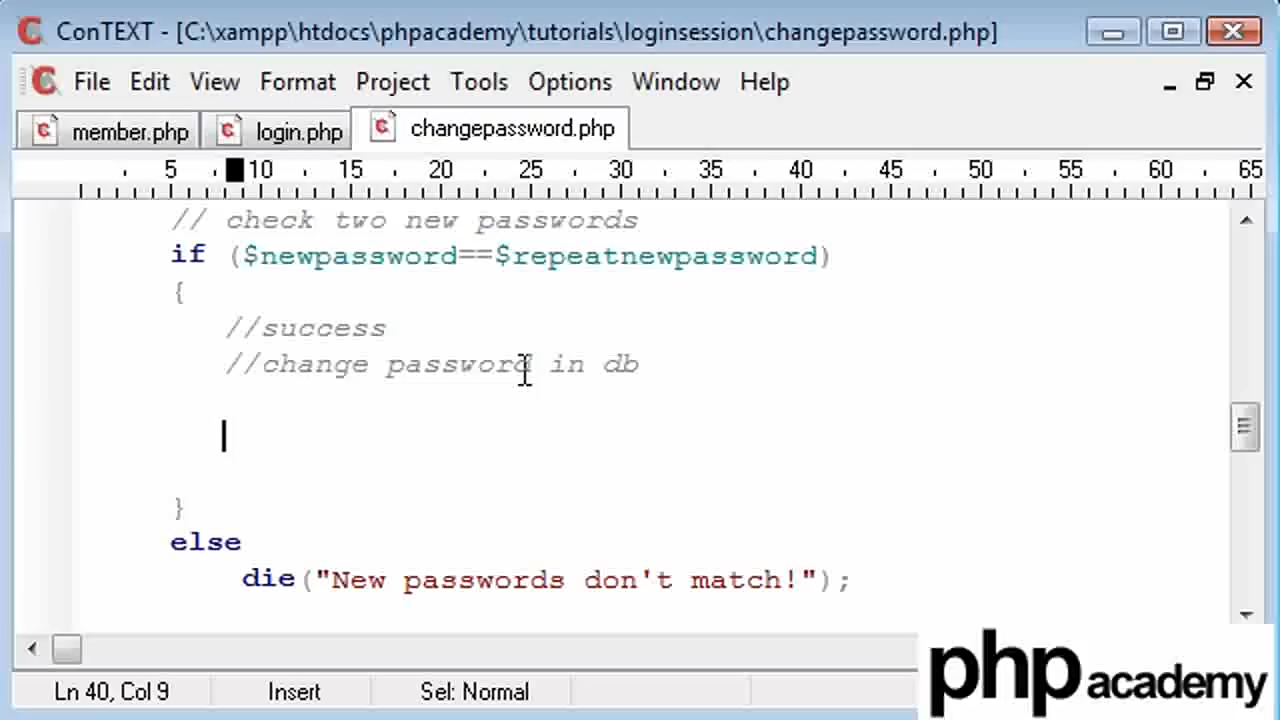 ConTEXT - [C:\xampp\htdocs\phpacademy\tutorials\loginsession\changepassword.php]
File Edit View Format Project Tools Options Window Help
member.php login.php changepassword.php
5 10 15 20 25 30 35 40 45 50 55 60 65
// check two new passwords
if ($newpassword==$repeatnewpassword)
{
//success
//change password in db
}
else
die("New passwords don't match!");
Ln 40, Col 9 Insert Sel: Normal
php academy